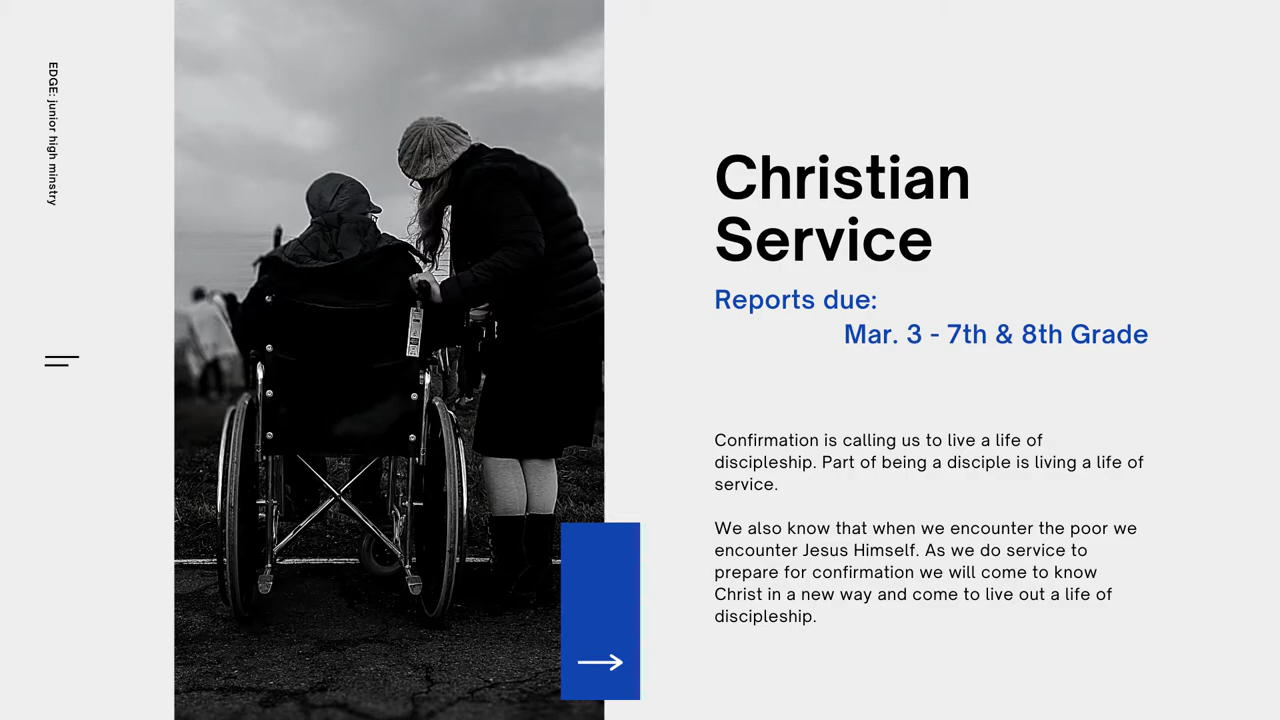 EDGE: junior high minstry
Christian
Service
Reports due:
Mar. 3 - 7th & 8th Grade
Confirmation is calling us to live a life of
discipleship. Part of being a disciple is living a life of
service.
We also know that when we encounter the poor we
encounter Jesus Himself. As we do service to
prepare for confirmation we will come to know
Christ in a new way and come to live out a life of
discipleship.